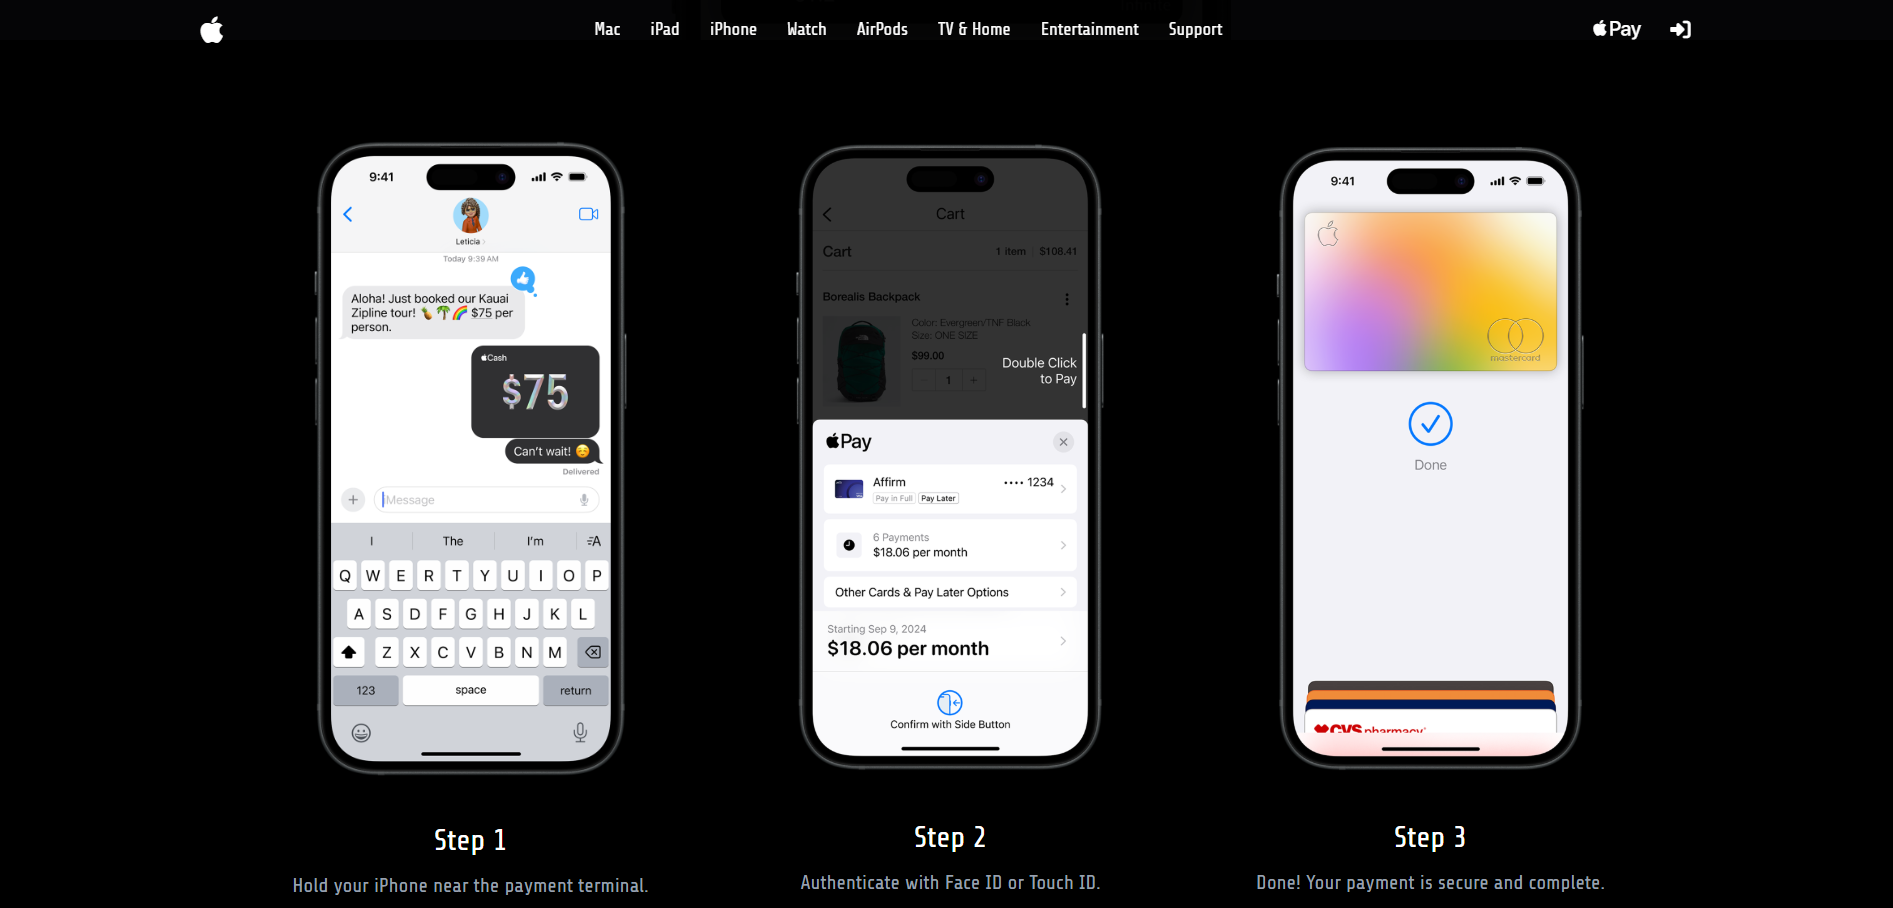 Mac iPad iPhone Watch AirPods TV & Home Entertainment Support Pay
9:41
Leticia
Today 9:39 AM
Aloha! Just booked our Kauai
Zipline tour! 🍍🌴🌈 $75 per
person.
Cash
$75
Can't wait! ☺️
Delivered
iMessage
I The I'm
Q W E R T Y U I O P
A S D F G H J K L
Z X C V B N M
123 space return
Step 1
Hold your iPhone near the payment terminal.
Cart
Cart 1 item $108.41
Borealis Backpack
Color: Evergreen/TNF Black
Size: ONE SIZE
$99.00
1 +
Double Click
to Pay
Pay
Affirm •••• 1234
Pay in Full Pay Later
6 Payments
$18.06 per month
Other Cards & Pay Later Options
Starting Sep 9, 2024
$18.06 per month
Confirm with Side Button
Step 2
Authenticate with Face ID or Touch ID.
9:41
mastercard
Done
CVS pharmacy
Step 3
Done! Your payment is secure and complete.